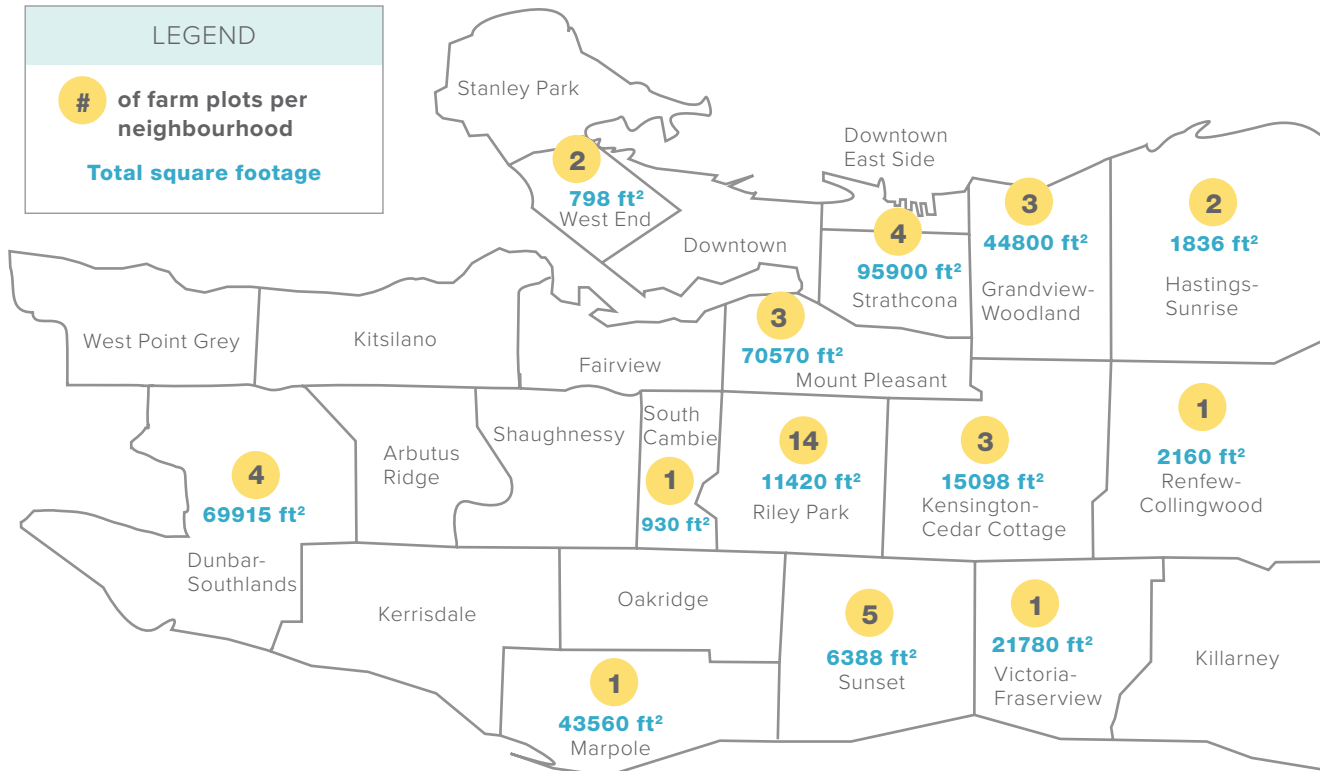 LEGEND
#
of farm plots per
neighbourhood
Total square footage
Stanley Park
2
798 ft²
West End
Downtown
Downtown
East Side
4
95900 ft²
Strathcona
3
44800 ft²
Grandview-
Woodland
2
1836 ft²
Hastings-
Sunrise
West Point Grey
Kitsilano
Fairview
3
70570 ft²
Mount Pleasant
4
69915 ft²
Dunbar-
Southlands
Arbutus
Ridge
Shaughnessy
South
Cambie
1
930 ft²
14
11420 ft²
Riley Park
3
15098 ft²
Kensington-
Cedar Cottage
1
2160 ft²
Renfew-
Collingwood
Kerrisdale
Oakridge
1
43560 ft²
Marpole
5
6388 ft²
Sunset
1
21780 ft²
Victoria-
Fraserview
Killarney